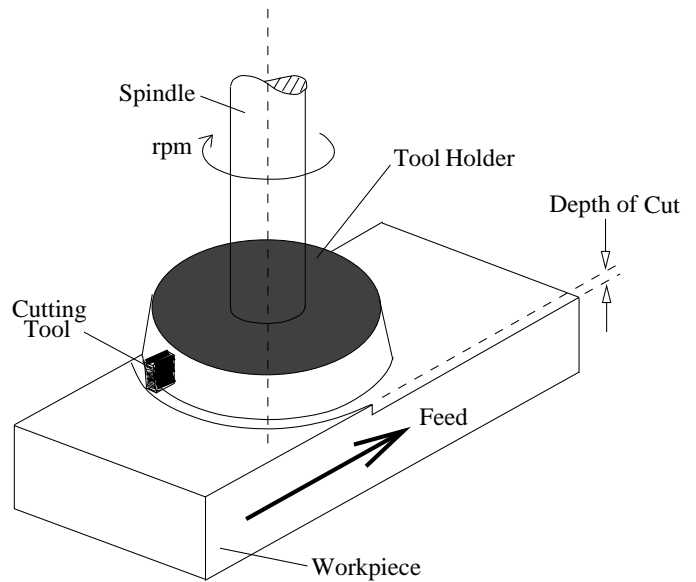 Spindle
rpm
Tool Holder
Depth of Cut
Cutting
Tool
Feed
Workpiece